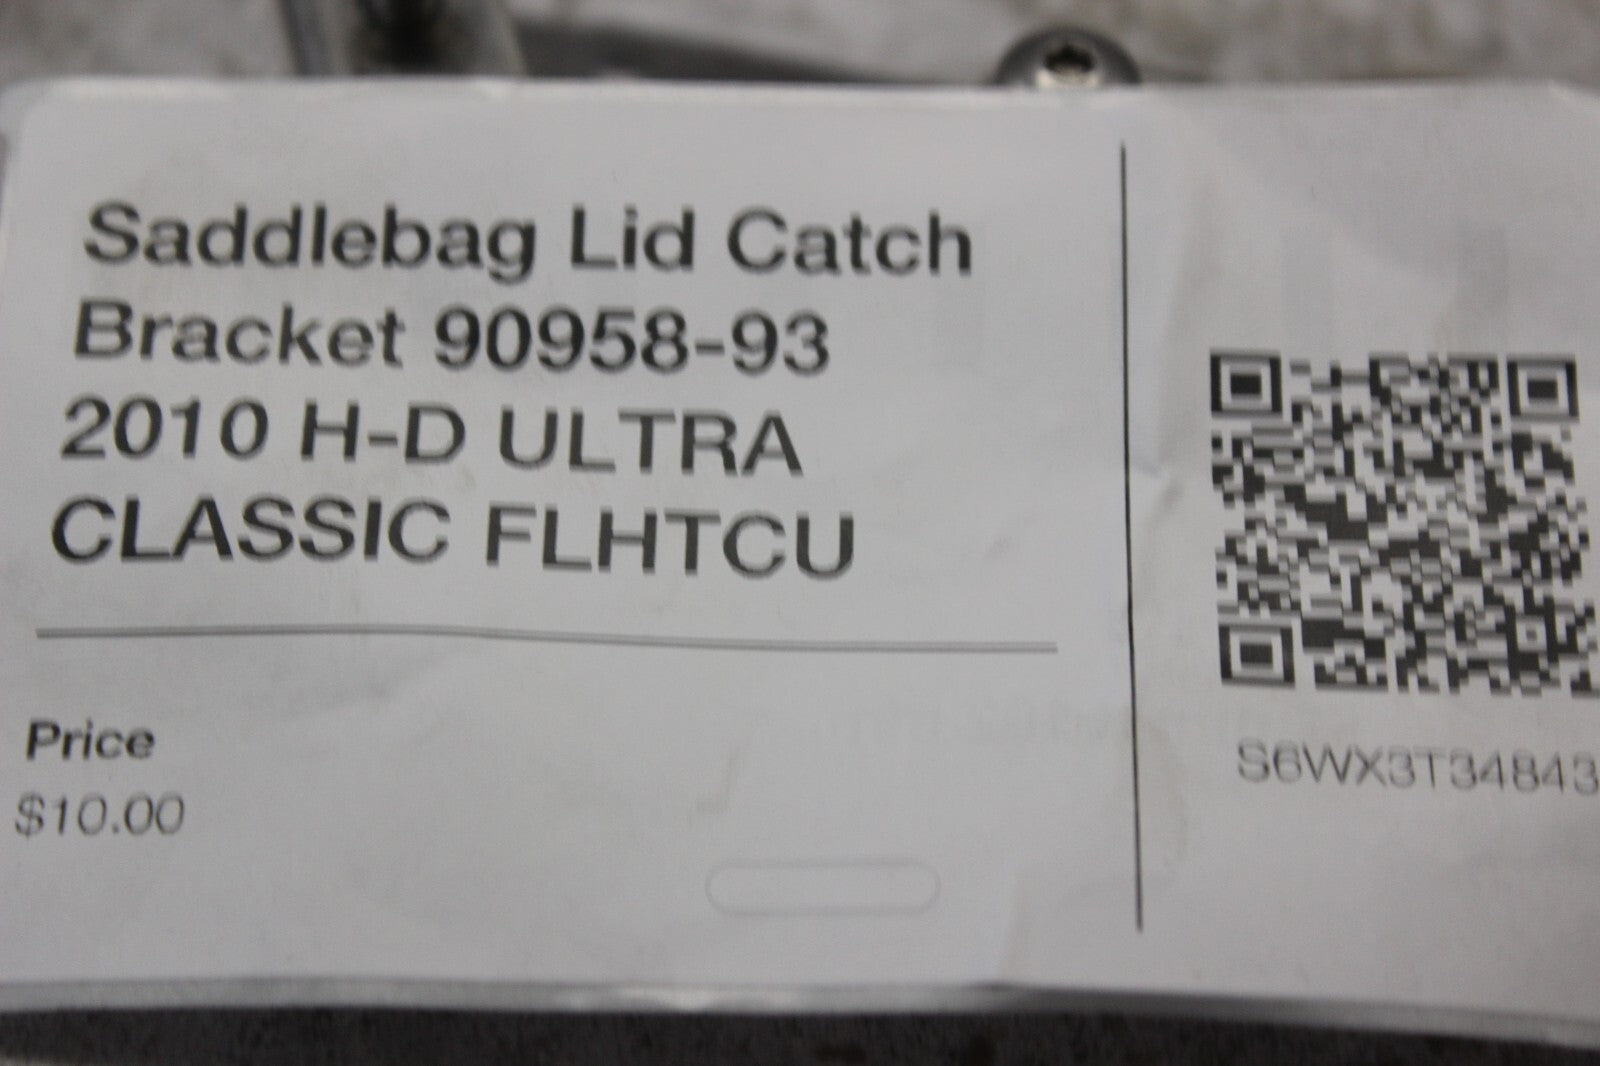 Saddlebag Lid Catch
Bracket 90958-93
2010 H-D ULTRA
CLASSIC FLHTCU
Price
$10.00
S6WX3T34843